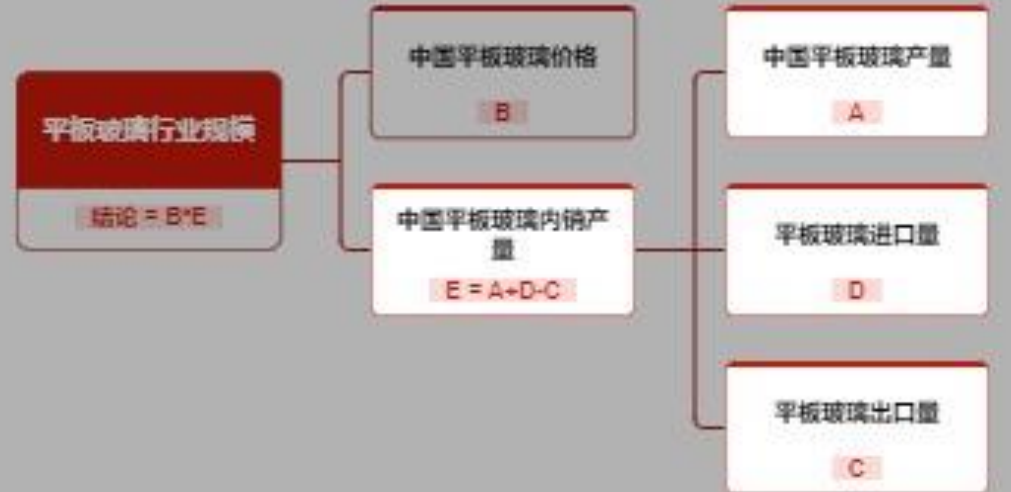 平板玻璃行业规模
结论 = B*E
中国平板玻璃价格
B
中国平板玻璃内销产
量
E = A+D-C
中国平板玻璃产量
A
平板玻璃进口量
D
平板玻璃出口量
C